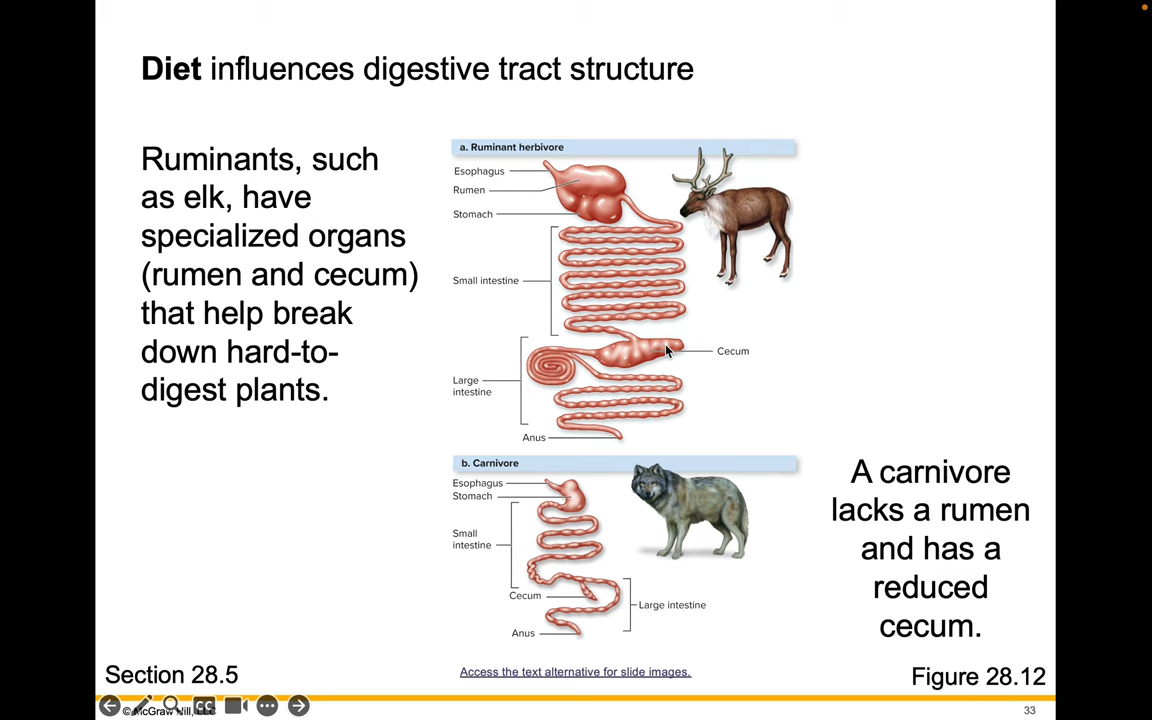 Diet influences digestive tract structure
Ruminants, such
as elk, have
specialized organs
(rumen and cecum)
that help break
down hard-to-
digest plants.
a. Ruminant herbivore
Esophagus
Rumen
Stomach
Small intestine
Cecum
Large
intestine
Anus
b. Carnivore
Esophagus
Stomach
Small
intestine
Cecum
Large intestine
Anus
A carnivore
lacks a rumen
and has a
reduced
cecum.
Access the text alternative for slide images.
Section 28.5
Figure 28.12
CC
© McGraw Hill, LLC
33